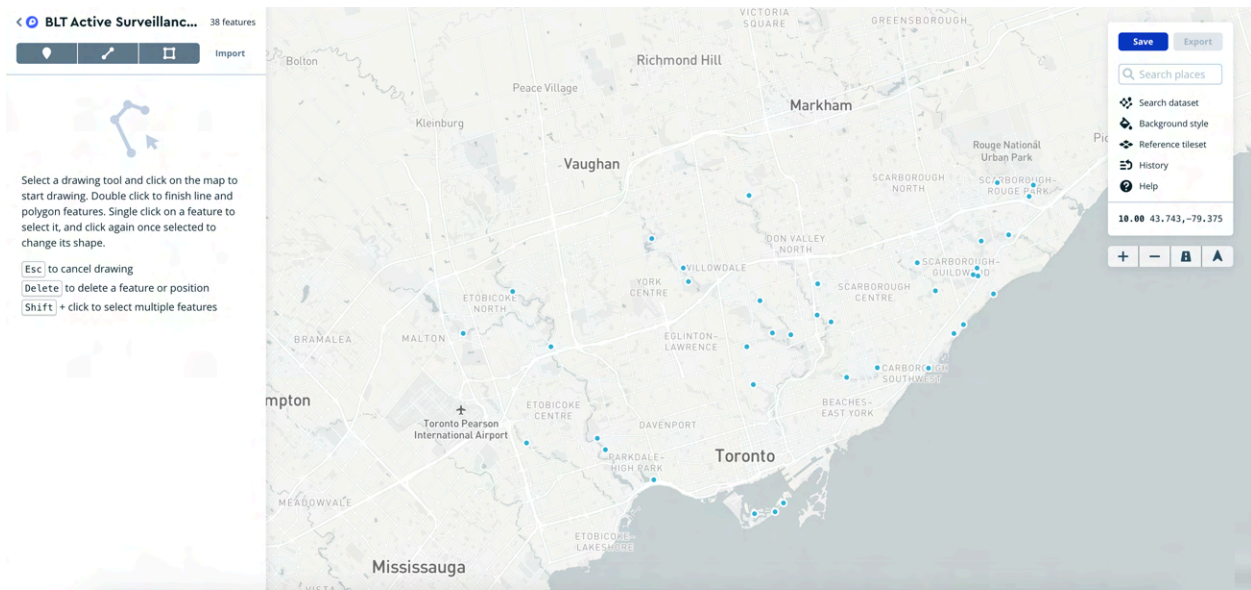 BLT Active Surveillanc... 38 features
Import
Select a drawing tool and click on the map to
start drawing. Double click to finish line and
polygon features. Single click on a feature to
select it, and click again once selected to
change its shape.
Esc to cancel drawing
Delete to delete a feature or position
Shift + click to select multiple features
VICTORIA
SQUARE
GREENSBOROUGH
Bolton
Richmond Hill
Peace Village
Markham
Kleinburg
Vaughan
Rouge National
Urban Park
SCARBOROUGH
NORTH
SCARBOROUGH-
ROUGE PARK
DON VALLEY
NORTH
WILLOWDALE
SCARBOROUGH-
GUILDWOOD
YORK
CENTRE
SCARBOROUGH
CENTRE
ETOBICOKE
NORTH
BRAMALEA
MALTON
EGLINTON-
LAWRENCE
SCARBOROUGH
SOUTHWEST
mpton
ETOBICOKE
CENTRE
BEACHES-
EAST YORK
Toronto Pearson
International Airport
DAVENPORT
PARKDALE-
HIGH PARK
Toronto
MEADOWVALE
ETOBICOKE-
LAKESHORE
Mississauga
Save Export
Search places
Search dataset
Background style
Reference tileset
History
Help
10.00 43.743,-79.375